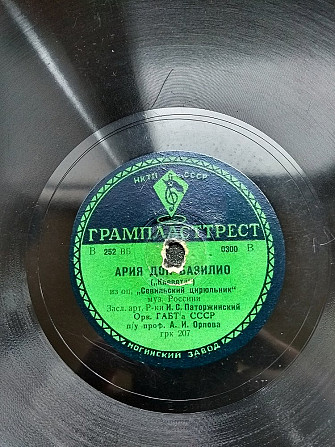 НКТП СССР
ГРАМПЛАСТТРЕСТ
В 252 ВБ 0300 В
АРИЯ ДОН БАЗИЛИО
("Клевета")
из оп. „Севильский цирюльник"
муз. Россини
Засл. арт. Р-ки И. С. Паторжинский
Орк. ГАБТ'а СССР
п/у проф. А. И. Орлова
грк 207
НОГИНСКИЙ ЗАВОД